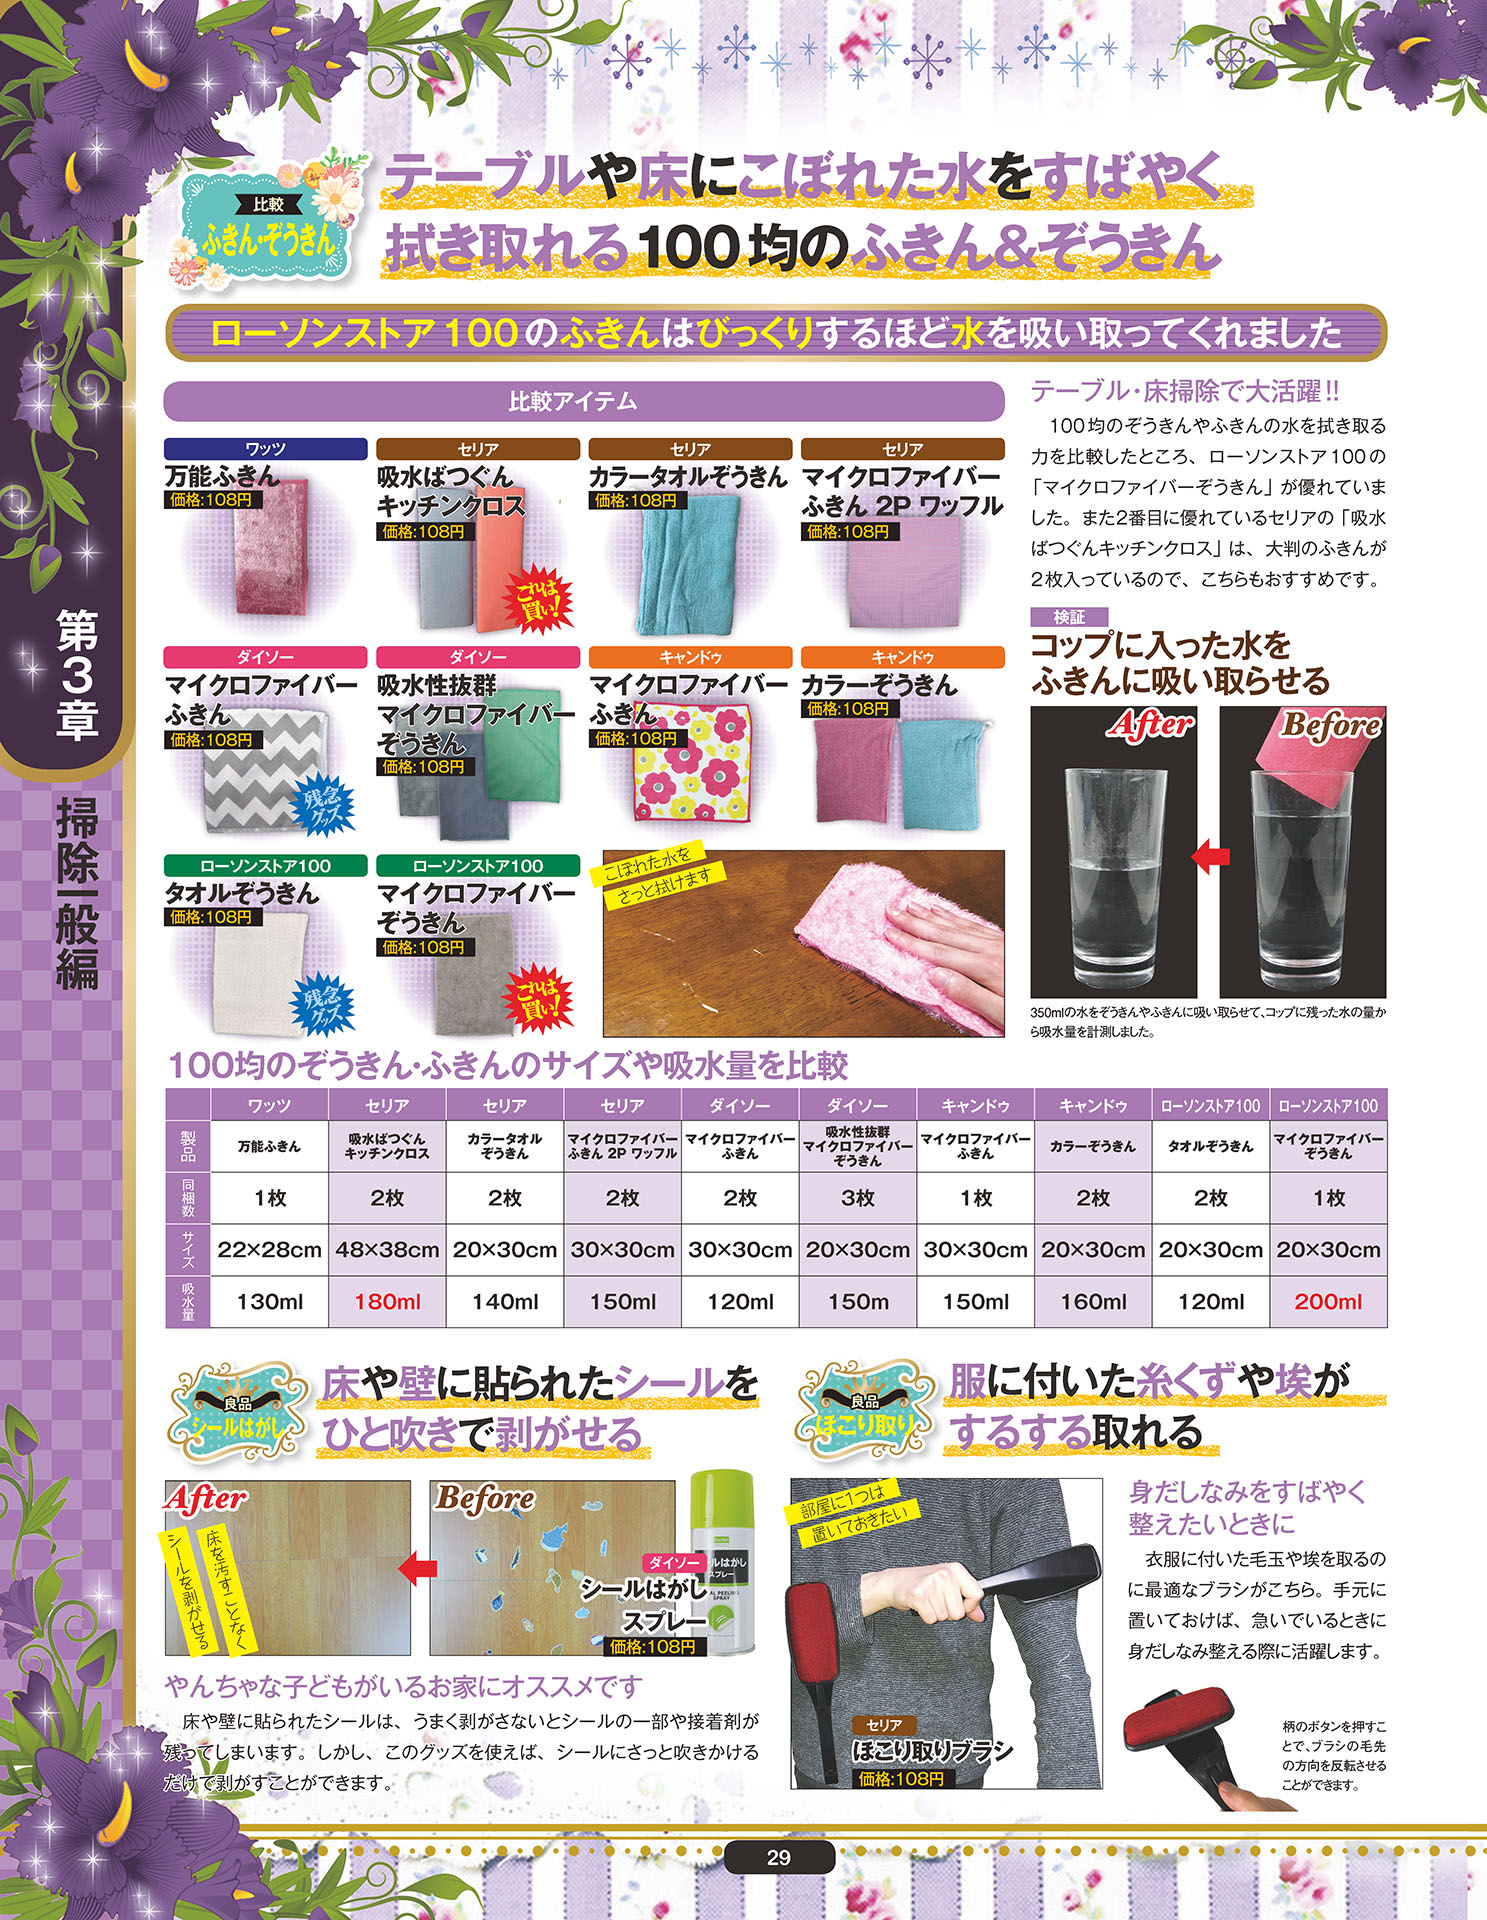 比較
ふきん・ぞうきん
テーブルや床にこぼれた水をすばやく
拭き取れる100均のふきん&ぞうきん
ローソンストア100のふきんはびっくりするほど水を吸い取ってくれました
第3章
掃除一般編
比較アイテム
ワッツ
万能ふきん
価格:108円
セリア
吸水ばつぐん
キッチンクロス
価格:108円
これは
買い!
セリア
カラータオルぞうきん
価格:108円
セリア
マイクロファイバー
ふきん 2P ワッフル
価格:108円
ダイソー
マイクロファイバー
ふきん
価格:108円
残念
グッズ
ダイソー
吸水性抜群
マイクロファイバー
ぞうきん
価格:108円
キャンドゥ
マイクロファイバー
ふきん
価格:108円
キャンドゥ
カラーぞうきん
価格:108円
ローソンストア100
タオルぞうきん
価格:108円
残念
グッズ
ローソンストア100
マイクロファイバー
ぞうきん
価格:108円
これは
買い!
こぼれた水を
さっと拭けます
テーブル・床掃除で大活躍!!
100均のぞうきんやふきんの水を拭き取る
力を比較したところ、ローソンストア100の
「マイクロファイバーぞうきん」が優れていま
した。また2番目に優れているセリアの「吸水
ばつぐんキッチンクロス」は、大判のふきんが
2枚入っているので、こちらもおすすめです。
検証
コップに入った水を
ふきんに吸い取らせる
After
Before
350mlの水をぞうきんやふきんに吸い取らせて、コップに残った水の量か
ら吸水量を計測しました。
100均のぞうきん・ふきんのサイズや吸水量を比較
ワッツ セリア セリア セリア ダイソー ダイソー キャンドゥ キャンドゥ ローソンストア100 ローソンストア100
製品 万能ふきん 吸水ばつぐんキッチンクロス カラータオルぞうきん マイクロファイバーふきん 2P ワッフル マイクロファイバーふきん 吸水性抜群マイクロファイバーぞうきん マイクロファイバーふきん カラーぞうきん タオルぞうきん マイクロファイバーぞうきん
同梱数 1枚 2枚 2枚 2枚 2枚 3枚 1枚 2枚 2枚 1枚
サイズ 22×28cm 48×38cm 20×30cm 30×30cm 30×30cm 20×30cm 30×30cm 20×30cm 20×30cm 20×30cm
吸水量 130ml 180ml 140ml 150ml 120ml 150m 150ml 160ml 120ml 200ml
良品
シールはがし
床や壁に貼られたシールを
ひと吹きで剥がせる
After
床を汚すことなく
シールを剥がせる
Before
ダイソー
シールはがし
スプレー
価格:108円
やんちゃな子どもがいるお家にオススメです
床や壁に貼られたシールは、うまく剥がさないとシールの一部や接着剤が
残ってしまいます。しかし、このグッズを使えば、シールにさっと吹きかける
だけで剥がすことができます。
良品
ほこり取り
服に付いた糸くずや埃が
するする取れる
部屋に1つは
置いておきたい
セリア
ほこり取りブラシ
価格:108円
身だしなみをすばやく
整えたいときに
衣服に付いた毛玉や埃を取るの
に最適なブラシがこちら。手元に
置いておけば、急いでいるときに
身だしなみ整える際に活躍します。
柄のボタンを押すこ
とで、ブラシの毛先
の方向を反転させる
ことができます。
29